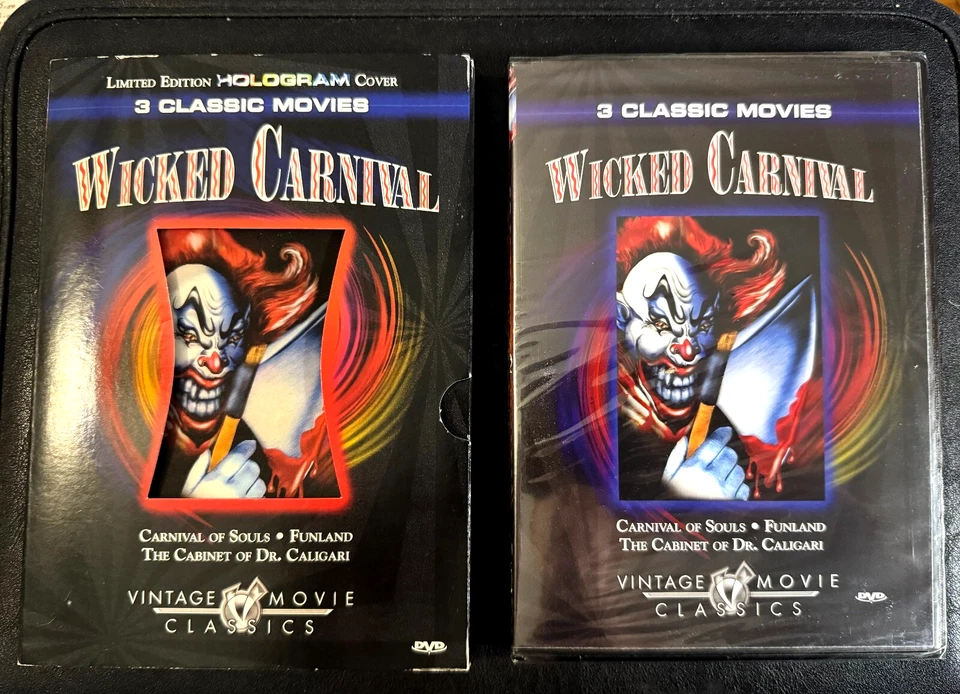 LIMITED EDITION HOLOGRAM COVER
3 CLASSIC MOVIES
WICKED CARNIVAL
CARNIVAL OF SOULS • FUNLAND
THE CABINET OF DR. CALIGARI
VINTAGE MOVIE
CLASSICS
DVD
3 CLASSIC MOVIES
WICKED CARNIVAL
CARNIVAL OF SOULS • FUNLAND
THE CABINET OF DR. CALIGARI
VINTAGE MOVIE
CLASSICS
DVD